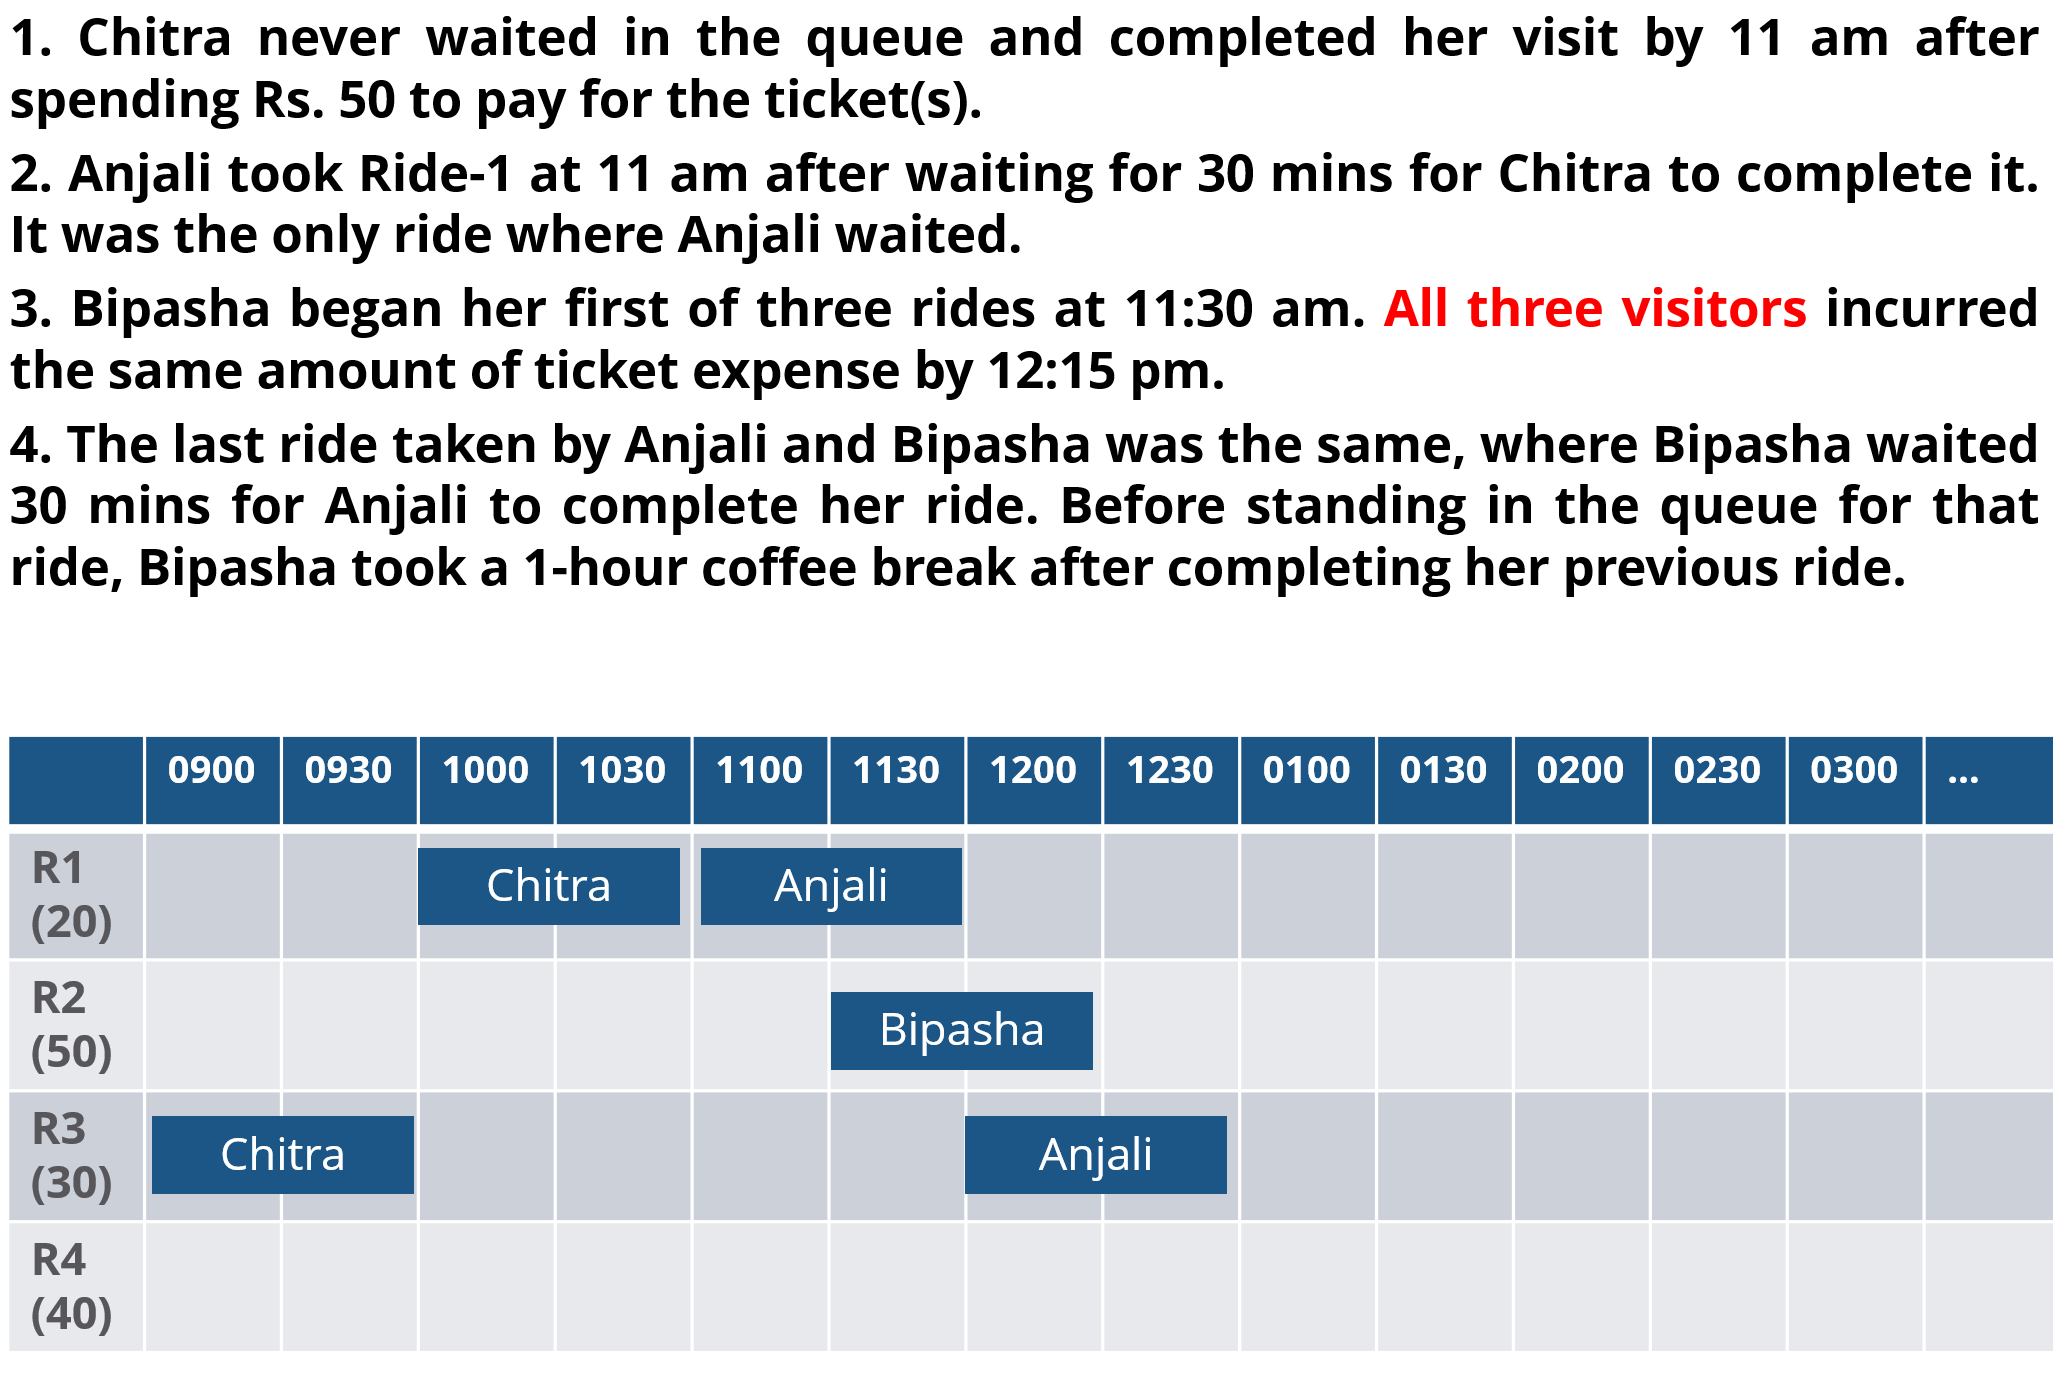 1. Chitra never waited in the queue and completed her visit by 11 am after
spending Rs. 50 to pay for the ticket(s).
2. Anjali took Ride-1 at 11 am after waiting for 30 mins for Chitra to complete it.
It was the only ride where Anjali waited.
3. Bipasha began her first of three rides at 11:30 am. All three visitors incurred
the same amount of ticket expense by 12:15 pm.
4. The last ride taken by Anjali and Bipasha was the same, where Bipasha waited
30 mins for Anjali to complete her ride. Before standing in the queue for that
ride, Bipasha took a 1-hour coffee break after completing her previous ride.
0900 0930 1000 1030 1100 1130 1200 1230 0100 0130 0200 0230 0300 ...
R1
(20)
Chitra Anjali
R2
(50)
Bipasha
R3
(30)
Chitra Anjali
R4
(40)